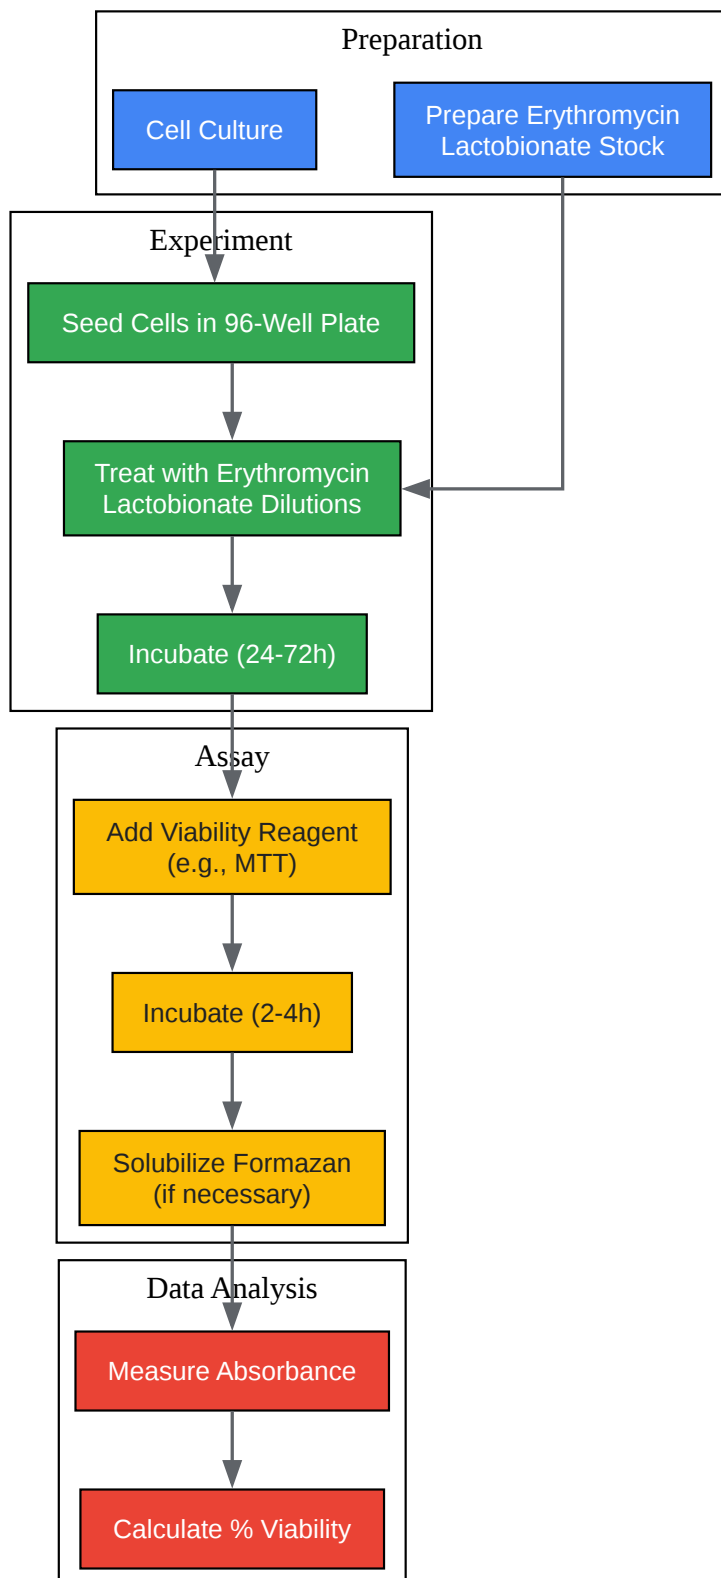 Preparation
Cell Culture
Prepare Erythromycin
Lactobionate Stock
Experiment
Seed Cells in 96-Well Plate
Treat with Erythromycin
Lactobionate Dilutions
Incubate (24-72h)
Assay
Add Viability Reagent
(e.g., MTT)
Incubate (2-4h)
Solubilize Formazan
(if necessary)
Data Analysis
Measure Absorbance
Calculate % Viability